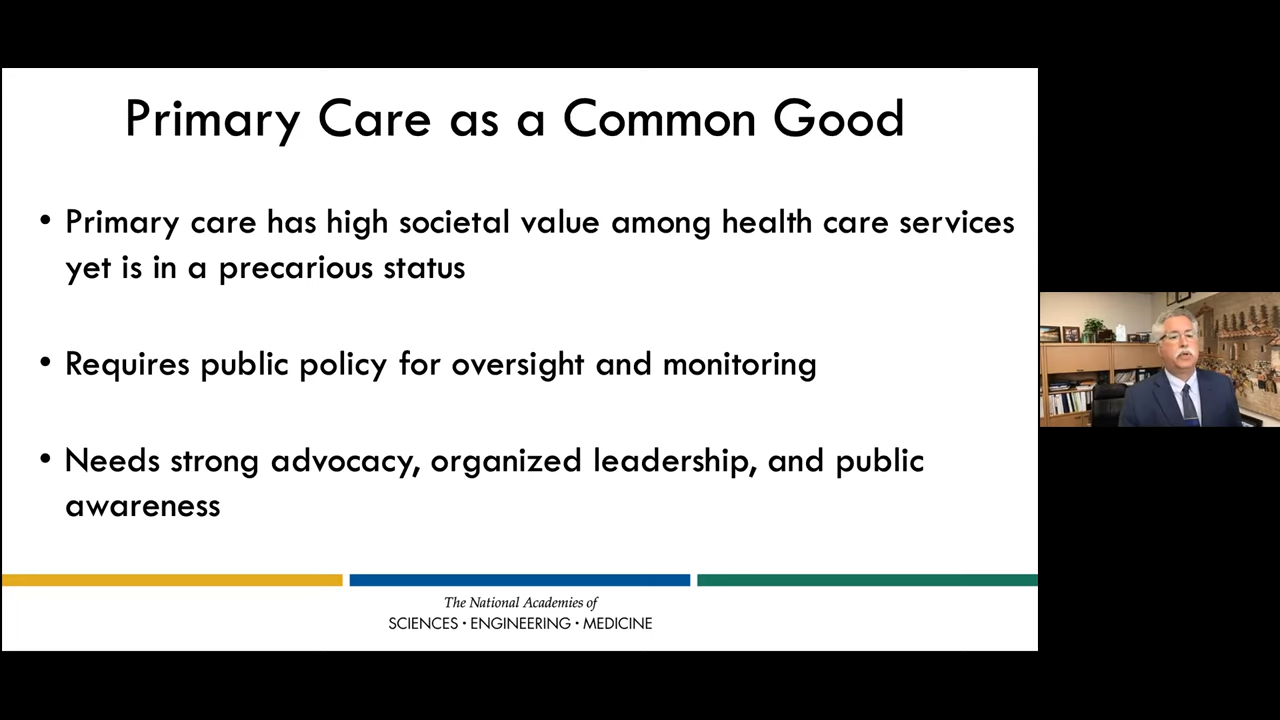 Primary Care as a Common Good
• Primary care has high societal value among health care services
yet is in a precarious status
• Requires public policy for oversight and monitoring
• Needs strong advocacy, organized leadership, and public
awareness
The National Academies of
SCIENCES • ENGINEERING • MEDICINE